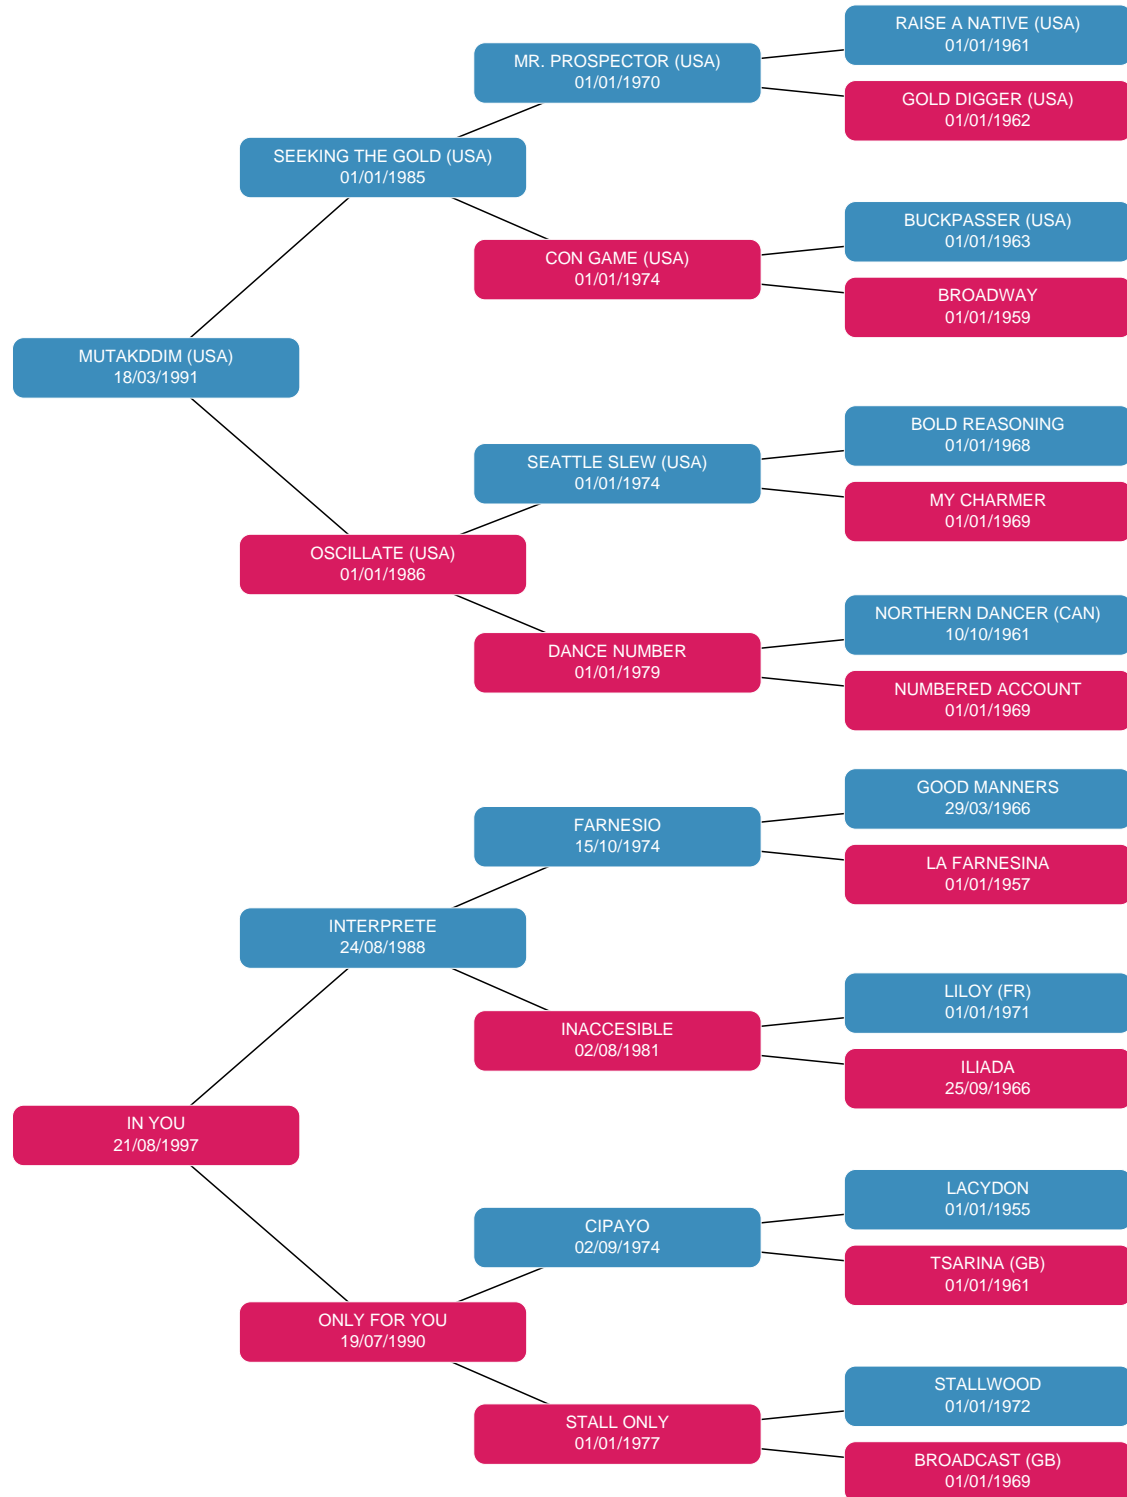 RAISE A NATIVE (USA)
01/01/1961
MR. PROSPECTOR (USA)
01/01/1970
GOLD DIGGER (USA)
01/01/1962
SEEKING THE GOLD (USA)
01/01/1985
BUCKPASSER (USA)
01/01/1963
CON GAME (USA)
01/01/1974
BROADWAY
01/01/1959
MUTAKDDIM (USA)
18/03/1991
BOLD REASONING
01/01/1968
SEATTLE SLEW (USA)
01/01/1974
MY CHARMER
01/01/1969
OSCILLATE (USA)
01/01/1986
NORTHERN DANCER (CAN)
10/10/1961
DANCE NUMBER
01/01/1979
NUMBERED ACCOUNT
01/01/1969
GOOD MANNERS
29/03/1966
FARNESIO
15/10/1974
LA FARNESINA
01/01/1957
INTERPRETE
24/08/1988
LILOY (FR)
01/01/1971
INACCESIBLE
02/08/1981
ILIADA
25/09/1966
IN YOU
21/08/1997
LACYDON
01/01/1955
CIPAYO
02/09/1974
TSARINA (GB)
01/01/1961
ONLY FOR YOU
19/07/1990
STALLWOOD
01/01/1972
STALL ONLY
01/01/1977
BROADCAST (GB)
01/01/1969